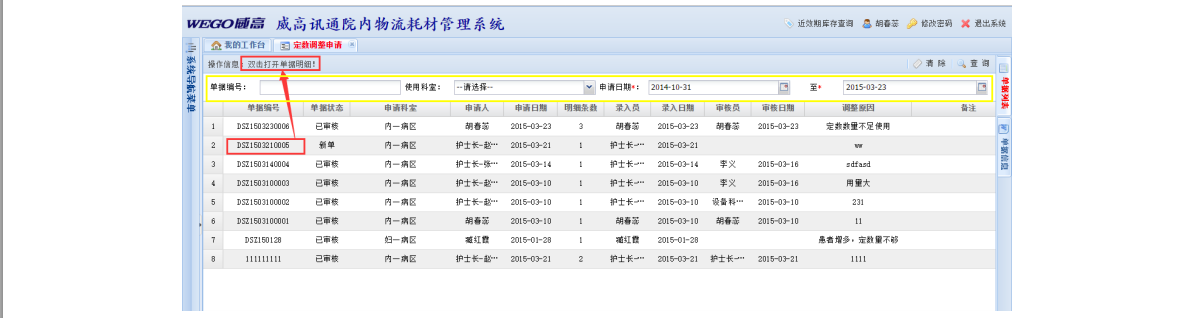 WEGO威高 威高讯通院内物流耗材管理系统 近效期库存查询 胡春蕊 修改密码 退出系统
我的工作台 定数调整申请
系统导航菜单
操作信息：双击打开单据明细! 清 除 查 询
单据编号: 使用科室: --请选择-- 申请日期*: 2014-10-31 至* 2015-03-23
单据编号 单据状态 申请科室 申请人 申请日期 明细条数 录入员 录入日期 审核员 审核日期 调整原因 备注
1 DSZ1503230006 已审核 内一病区 胡春蕊 2015-03-23 3 胡春蕊 2015-03-23 胡春蕊 2015-03-23 定数数量不足使用
2 DSZ1503210005 新单 内一病区 护士长-赵… 2015-03-21 1 护士长-… 2015-03-21 ww
3 DSZ1503140004 已审核 内一病区 护士长-张… 2015-03-14 1 护士长-… 2015-03-14 李义 2015-03-16 sdfasd
4 DSZ1503100003 已审核 内一病区 护士长-赵… 2015-03-10 1 护士长-… 2015-03-10 李义 2015-03-16 用量大
5 DSZ1503100002 已审核 内一病区 护士长-赵… 2015-03-10 1 护士长-… 2015-03-10 设备科… 2015-03-10 231
6 DSZ1503100001 已审核 内一病区 胡春蕊 2015-03-10 1 胡春蕊 2015-03-10 胡春蕊 2015-03-10 11
7 DSZ150128 已审核 妇一病区 臧红霞 2015-01-28 1 臧红霞 2015-01-28 患者增多，定数量不够
8 111111111 已审核 内一病区 护士长-赵… 2015-03-21 2 护士长-… 2015-03-21 护士长-… 2015-03-21 1111
单据列表
单据信息